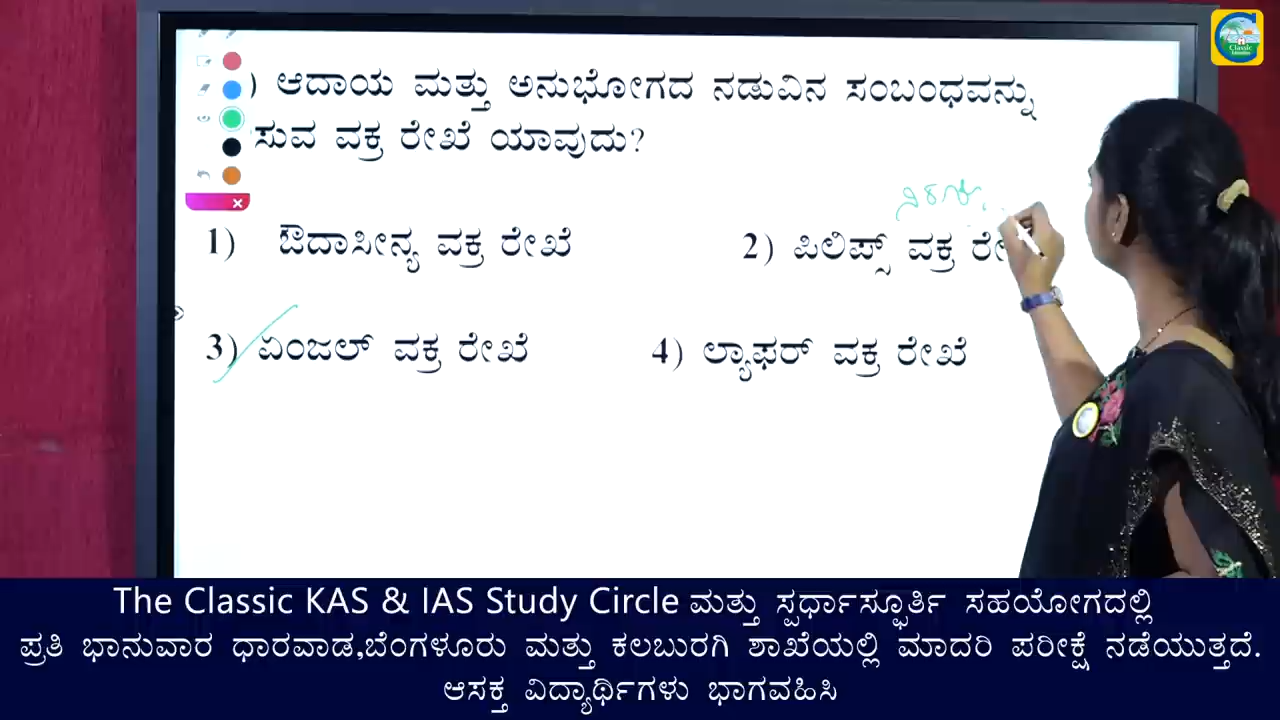 ) ಆದಾಯ ಮತ್ತು ಅನುಭೋಗದ ನಡುವಿನ ಸಂಬಂಧವನ್ನು
ಸುವ ವಕ್ರ ರೇಖೆ ಯಾವುದು?
1) ಔದಾಸೀನ್ಯ ವಕ್ರ ರೇಖೆ
2) ಪಿಲಿಪ್ಸ್ ವಕ್ರ ರೇ
3) ಏಂಜಲ್ ವಕ್ರ ರೇಖೆ
4) ಲ್ಯಾಫರ್ ವಕ್ರ ರೇಖೆ
The Classic KAS & IAS Study Circle ಮತ್ತು ಸ್ಪರ್ಧಾಸ್ಫೂರ್ತಿ ಸಹಯೋಗದಲ್ಲಿ
ಪ್ರತಿ ಭಾನುವಾರ ಧಾರವಾಡ,ಬೆಂಗಳೂರು ಮತ್ತು ಕಲಬುರಗಿ ಶಾಖೆಯಲ್ಲಿ ಮಾದರಿ ಪರೀಕ್ಷೆ ನಡೆಯುತ್ತದೆ.
ಆಸಕ್ತ ವಿದ್ಯಾರ್ಥಿಗಳು ಭಾಗವಹಿಸಿ
Classic